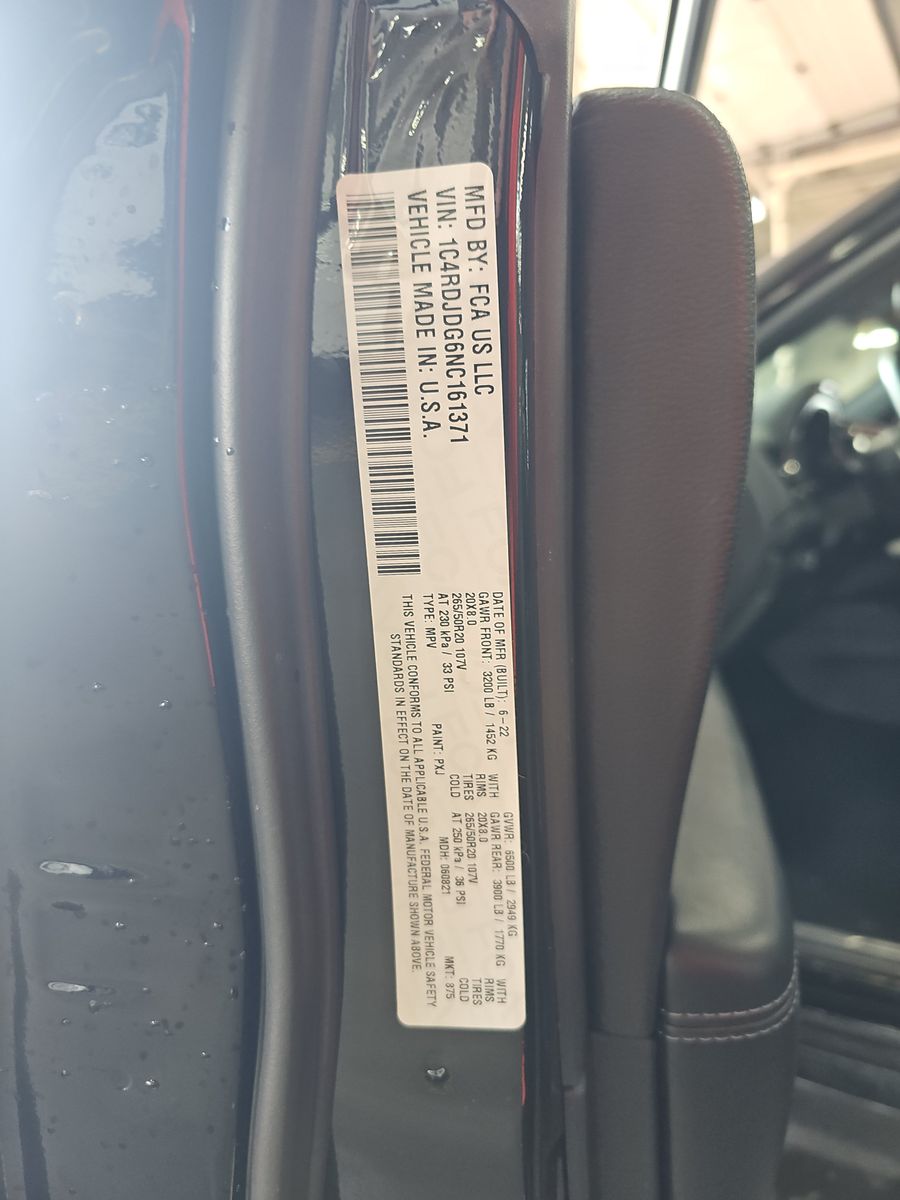 MFD BY: FCA US LLC
VIN: 1C4RDJDG6NC161371
VEHICLE MADE IN: U.S.A.
DATE OF MFR (BUILT): 6-22
GAWR FRONT: 3200 LB / 1452 KG WITH
20X8.0 RIMS
265/50R20 107V TIRES
AT 230 kPa / 33 PSI COLD
GVWR: 6500 LB / 2949 KG
GAWR REAR: 3900 LB / 1770 KG WITH
20X8.0 RIMS
265/50R20 107V TIRES
AT 250 kPa / 36 PSI COLD
TYPE: MPV PAINT: PXJ MDH: 060821 MKT: 875
THIS VEHICLE CONFORMS TO ALL APPLICABLE U.S.A. FEDERAL MOTOR VEHICLE SAFETY
STANDARDS IN EFFECT ON THE DATE OF MANUFACTURE SHOWN ABOVE.